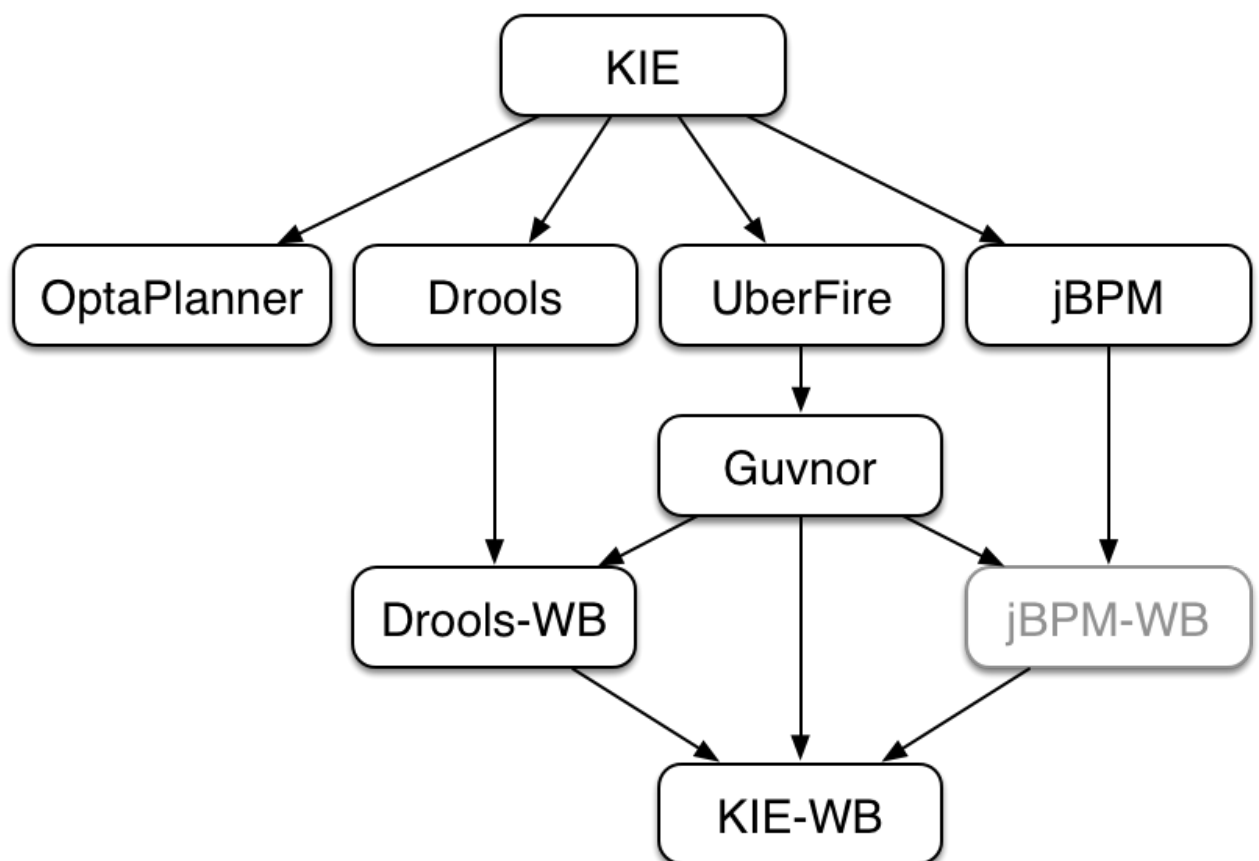 KIE
OptaPlanner
Drools
UberFire
jBPM
Guvnor
Drools-WB
jBPM-WB
KIE-WB